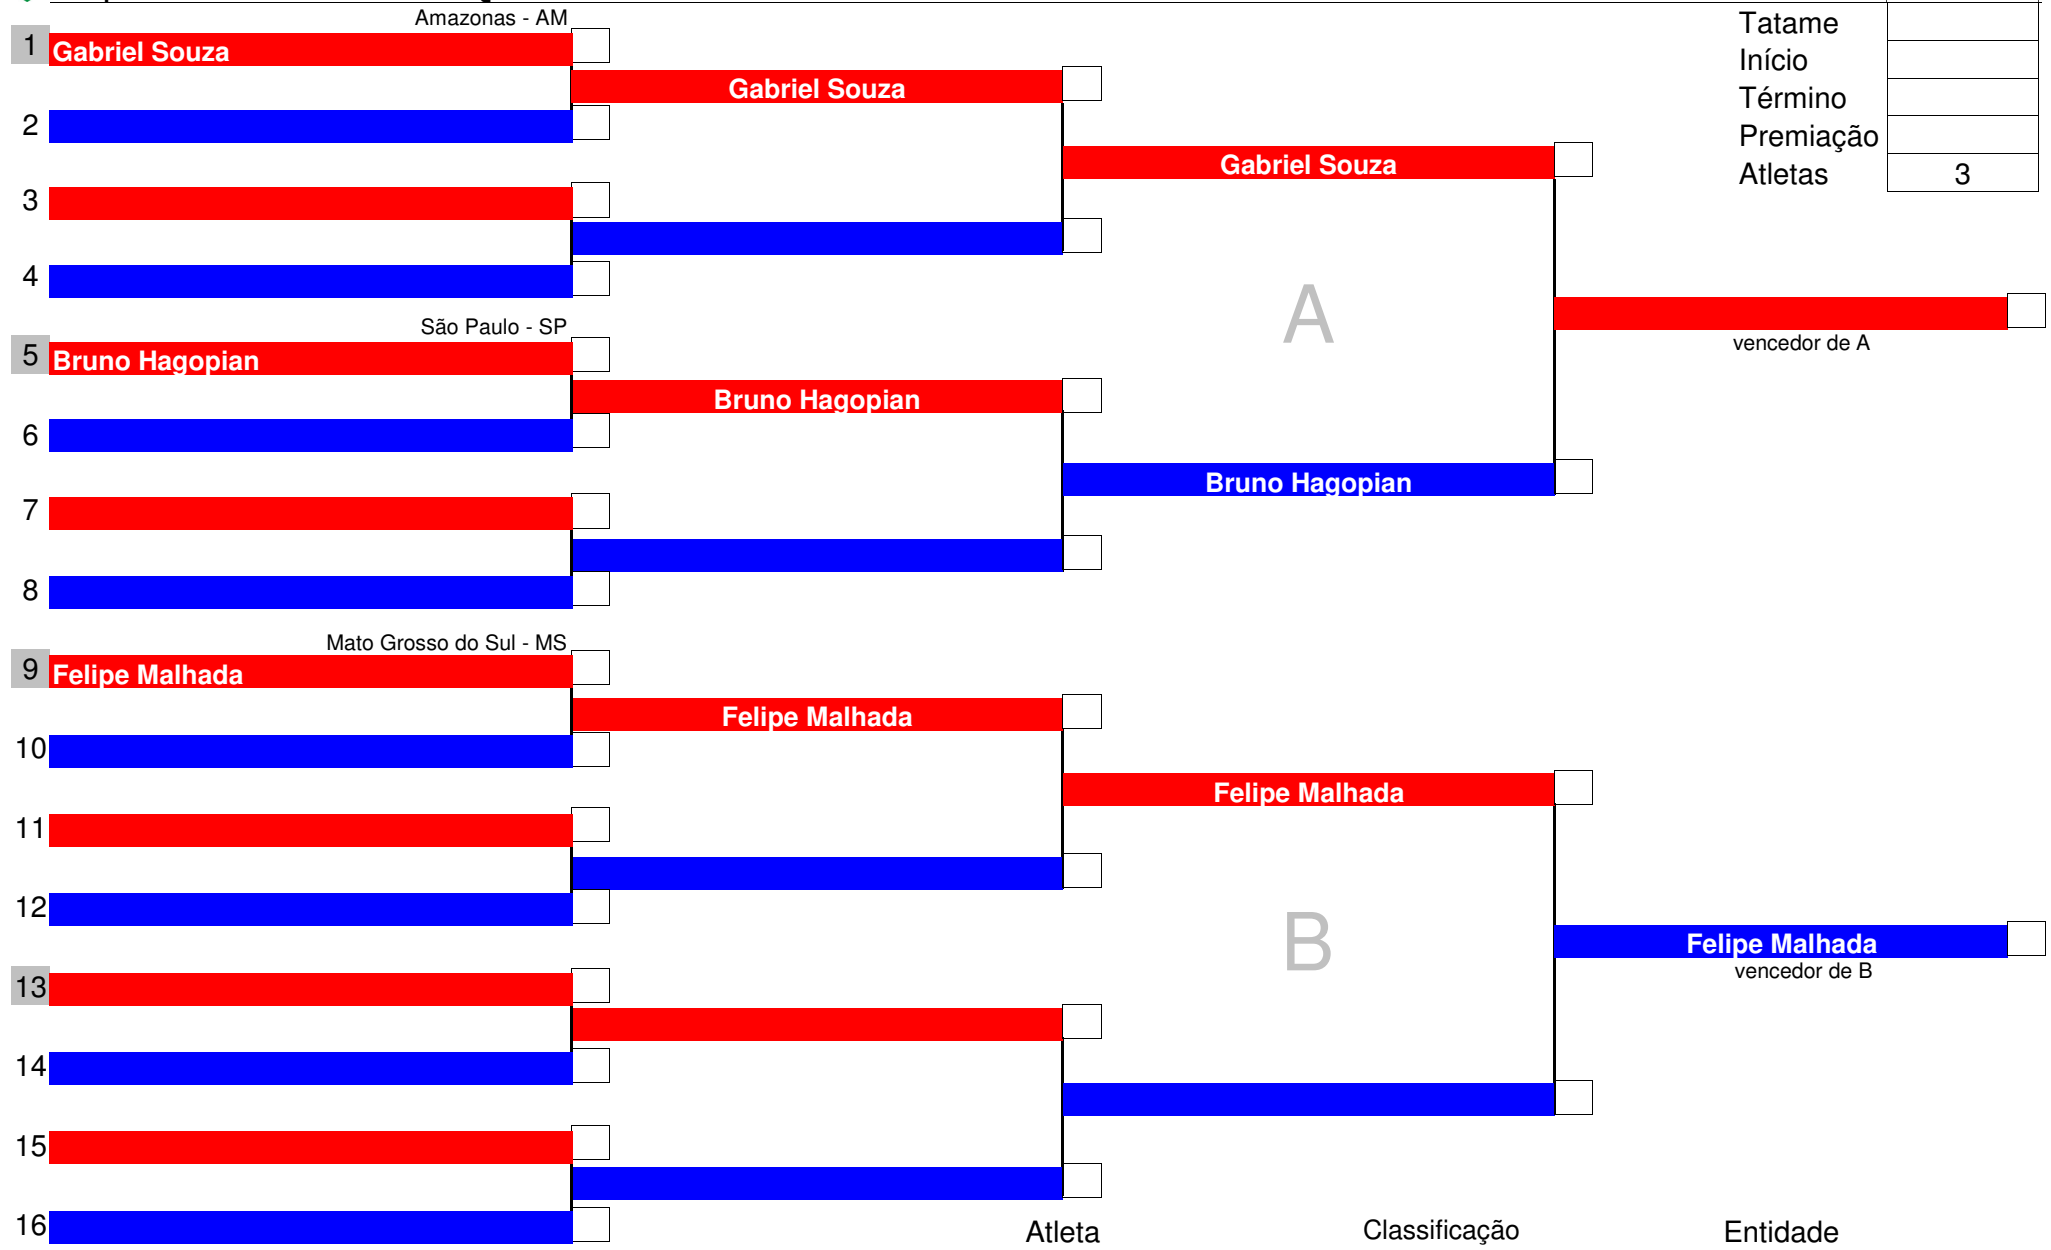 Amazonas - AM
1 Gabriel Souza
Gabriel Souza
2
Gabriel Souza
3
4
Tatame
Início
Término
Premiação
Atletas 3
A
vencedor de A
São Paulo - SP
5 Bruno Hagopian
Bruno Hagopian
6
Bruno Hagopian
7
8
Mato Grosso do Sul - MS
9 Felipe Malhada
Felipe Malhada
10
Felipe Malhada
11
12
B
Felipe Malhada
vencedor de B
13
14
15
16
Atleta Classificação Entidade